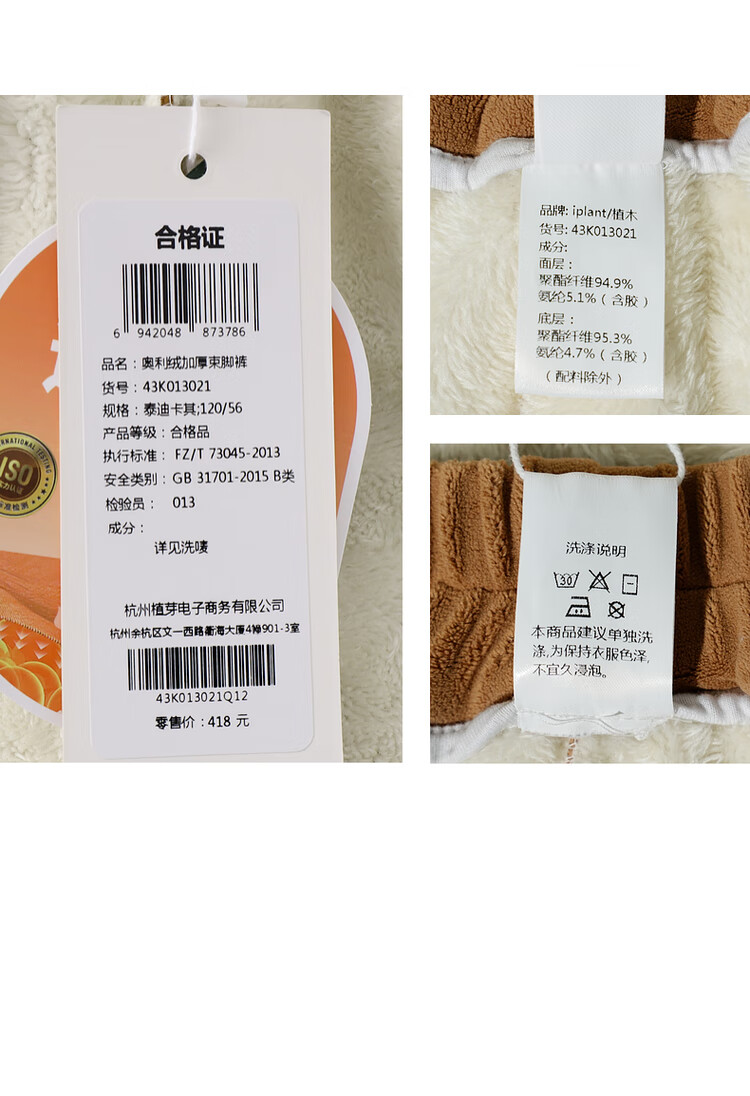 合格证
6 942048 873786
品名：奥利绒加厚束脚裤
货号：43K013021
规格：泰迪卡其;120/56
产品等级：合格品
执行标准： FZ/T 73045-2013
安全类别：GB 31701-2015 B类
检验员： 013
成分：
详见洗唛
杭州植芽电子商务有限公司
杭州余杭区文一西路衢海大厦4幢901-3室
43K013021Q12
零售价：418 元
ISO
品牌: iplant/植木
货号: 43K013021
成分:
面层：
聚酯纤维94.9%
氨纶5.1%（含胶）
底层：
聚酯纤维95.3%
氨纶4.7%（含胶）
（配料除外）
洗涤说明
30
本商品建议单独洗
涤,为保持衣服色泽,
不宜久浸泡。